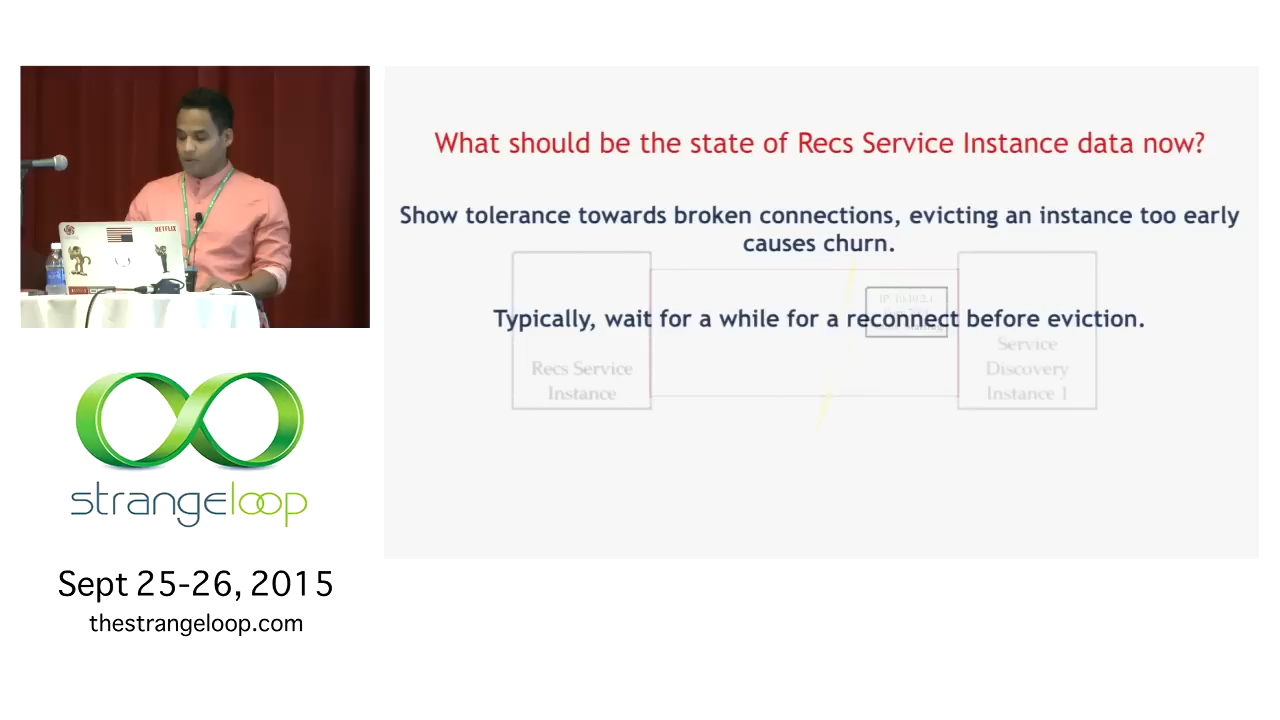 What should be the state of Recs Service Instance data now?
Show tolerance towards broken connections, evicting an instance too early
causes churn.
Typically, wait for a while for a reconnect before eviction.
Recs Service
Instance
Service
Discovery
Instance 1
NETFLIX
strangeloop
Sept 25-26, 2015
thestrangeloop.com